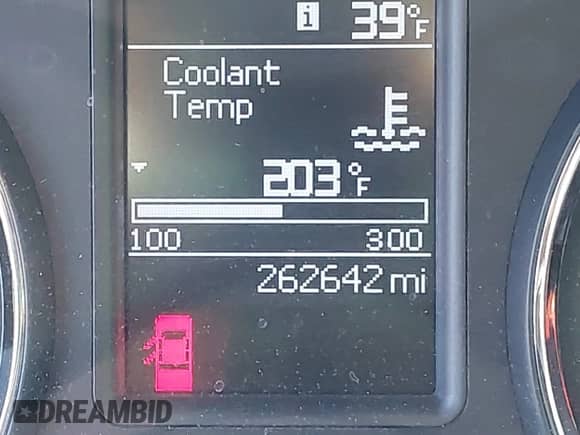 i 39°F
Coolant
Temp
203°F
100 300
262642 mi
DREAMBID